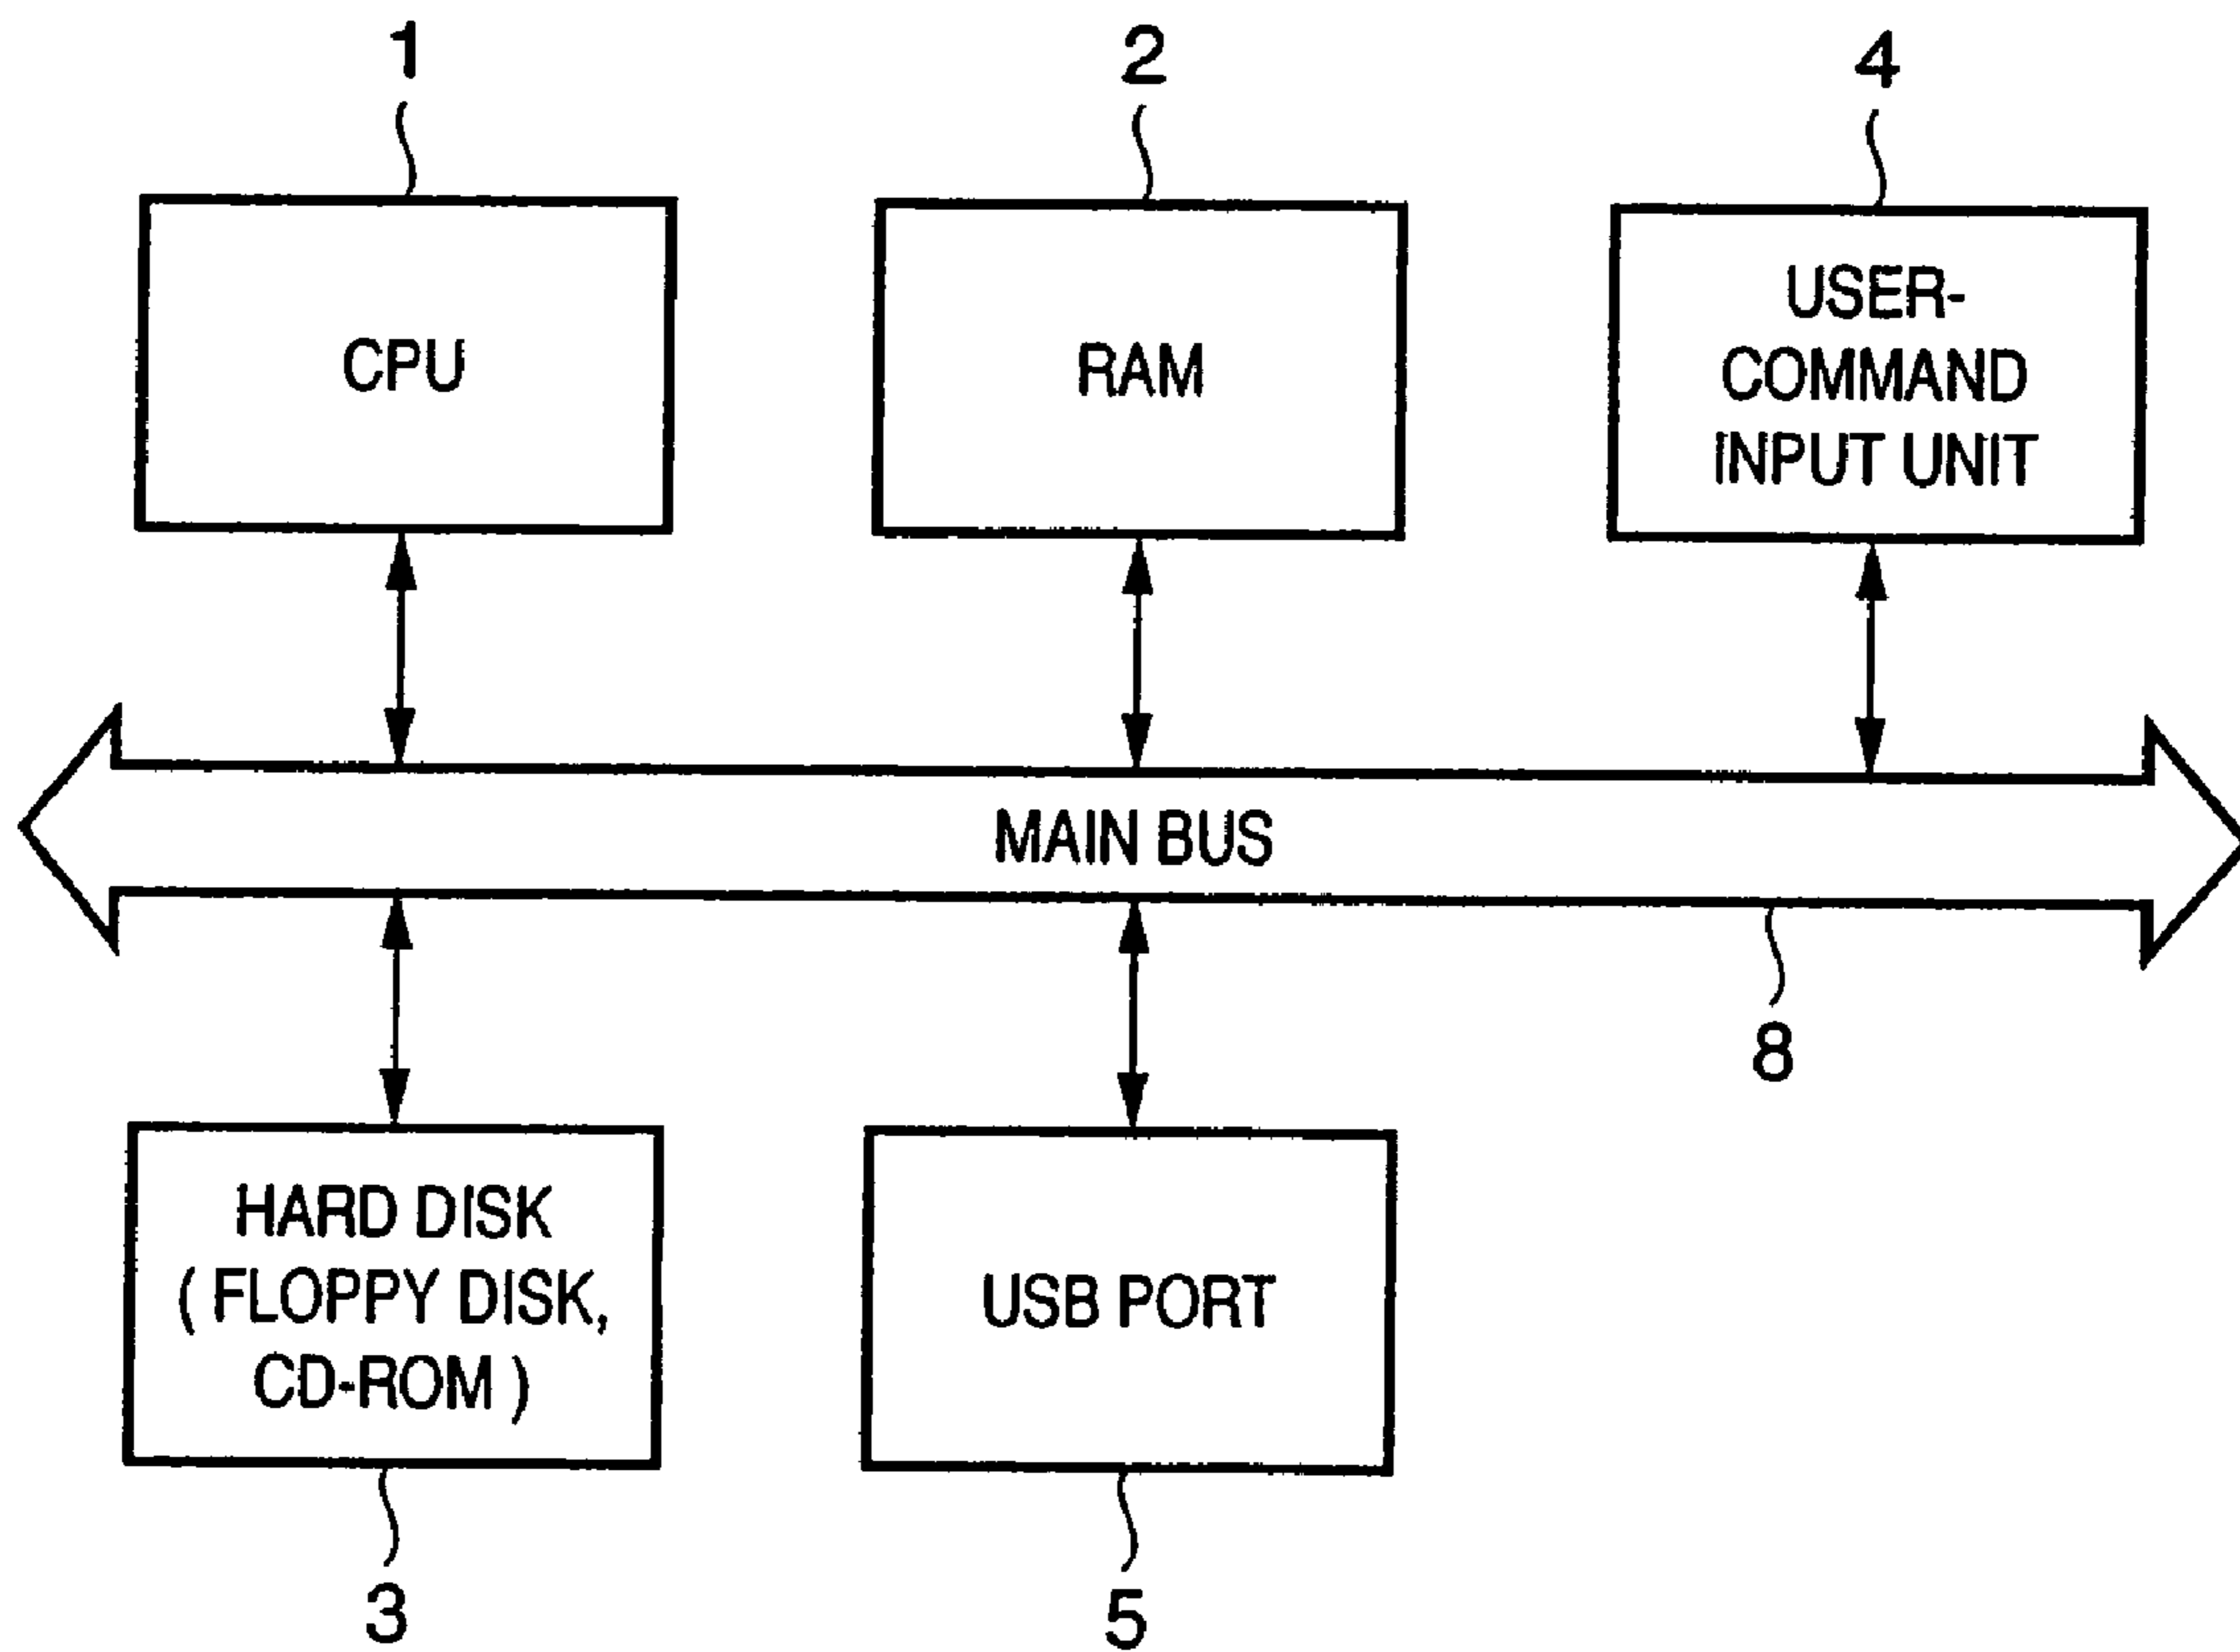 1
2
4
CPU
RAM
USER-
COMMAND
INPUT UNIT
MAIN BUS
8
HARD DISK
( FLOPPY DISK,
CD-ROM )
USB PORT
3
5